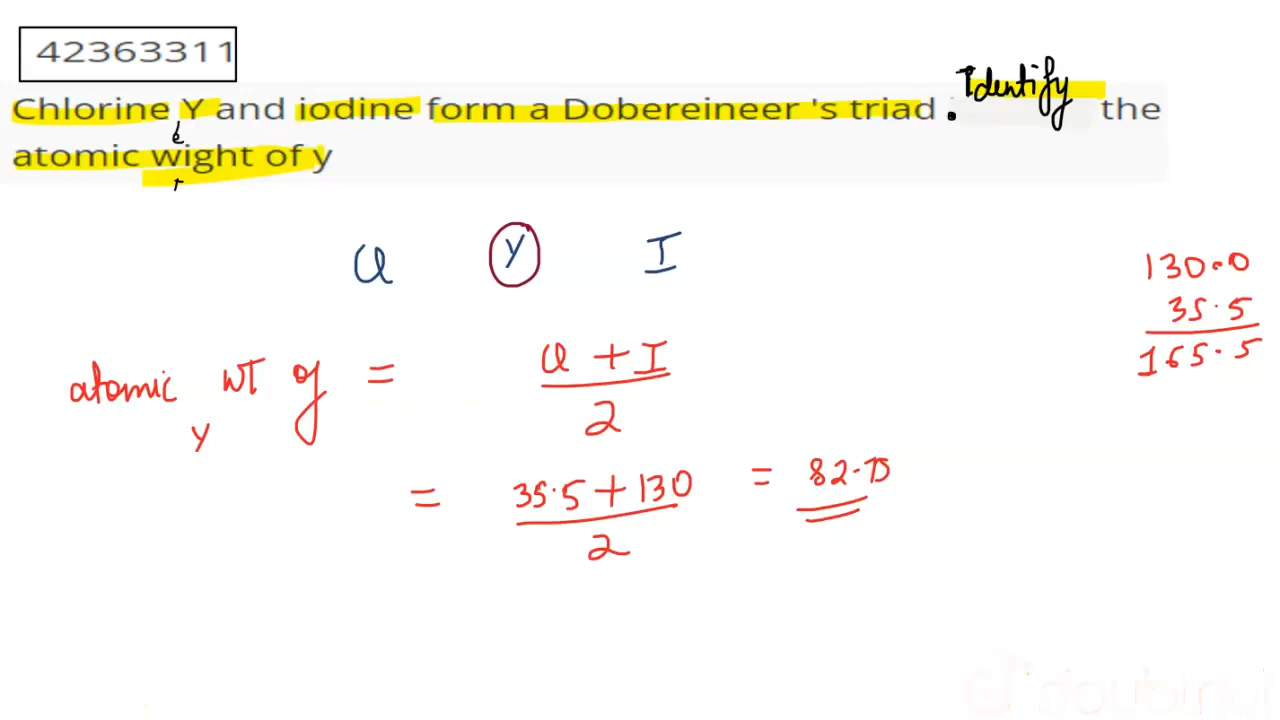 42363311
Identify
Chlorine Y and iodine form a Dobereineer 's triad . the
e
atomic wight of y
Cl Y I
130.0
35.5
165.5
atomic wt of = Cl + I
2
Y
= 35.5 + 130 = 82.75
2
doubtnut